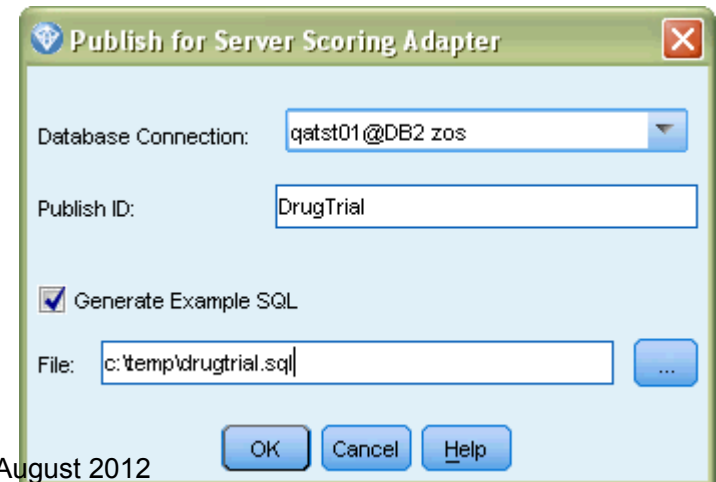 Publish for Server Scoring Adapter
Database Connection: qatst01@DB2 zos
Publish ID: DrugTrial
Generate Example SQL
File: c:\temp\drugtrial.sql ...
OK Cancel Help
August 2012